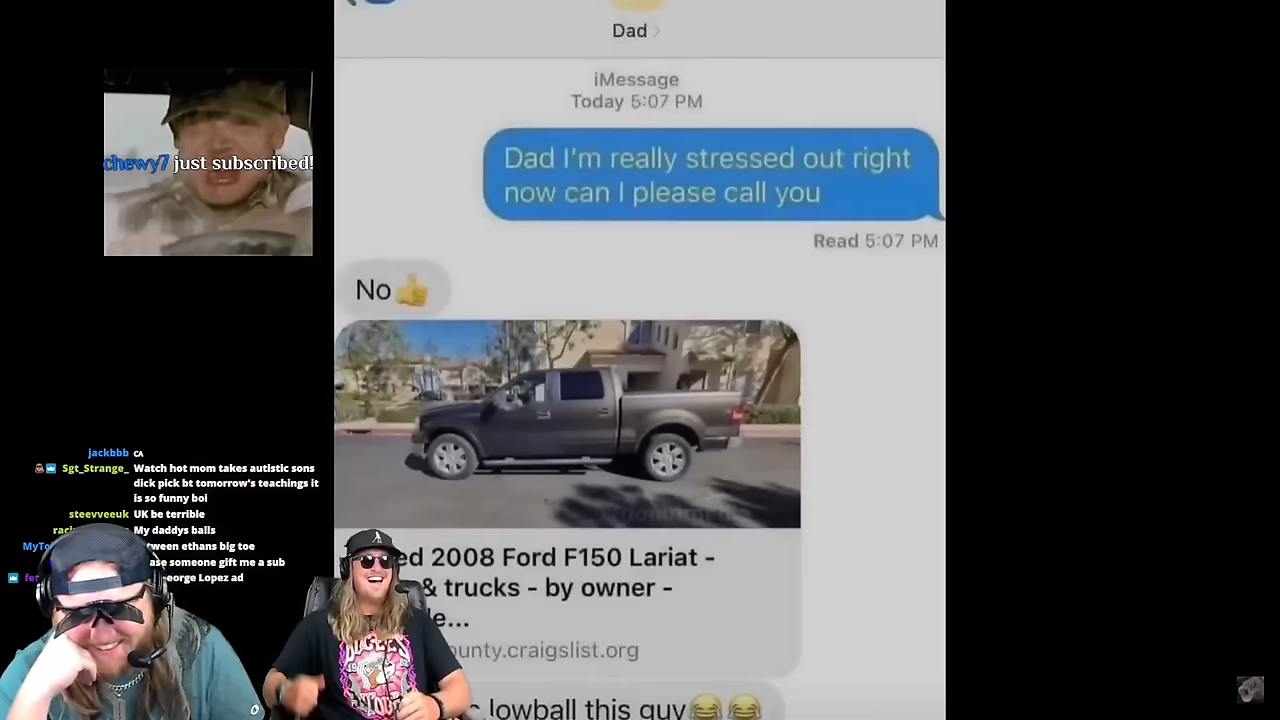 Dad
iMessage
Today 5:07 PM
Dad I'm really stressed out right
now can I please call you
Read 5:07 PM
No👍
ed 2008 Ford F150 Lariat -
& trucks - by owner -
e...
ounty.craigslist.org
lowball this guy😂😂
chewy7 just subscribed!
jackbbb CA
Sgt_Strange_ Watch hot mom takes autistic sons
dick pick bt tomorrow's teachings it
is so funny boi
steevveeuk UK be terrible
My daddys balls
tween ethans big toe
ase someone gift me a sub
eorge Lopez ad